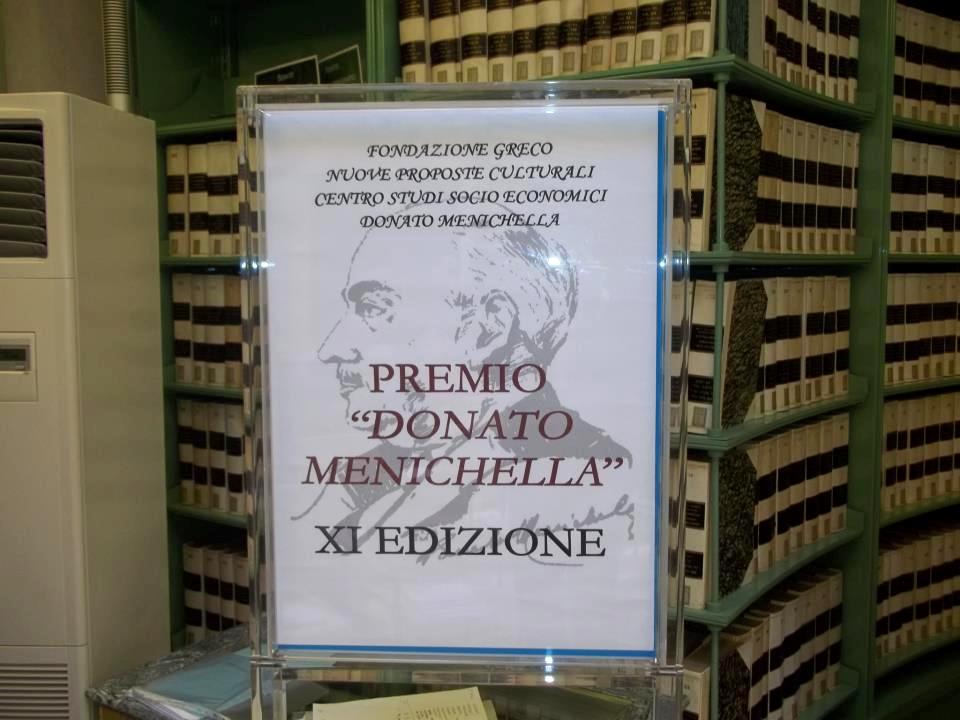 FONDAZIONE GRECO
NUOVE PROPOSTE CULTURALI
CENTRO STUDI SOCIO ECONOMICI
DONATO MENICHELLA
PREMIO
“DONATO
MENICHELLA”
XI EDIZIONE